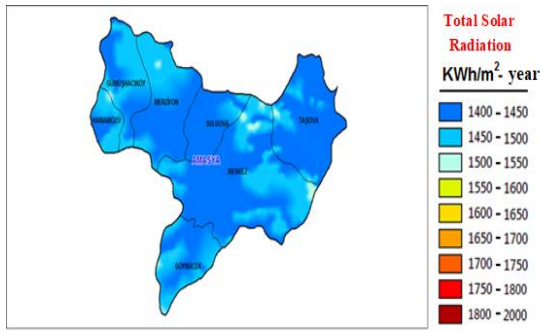 GÜMÜŞHACIKÖY
MERZİFON
HAMAMÖZÜ
SULUOVA
TAŞOVA
AMASYA
MERKEZ
GÖYNÜCEK
Total Solar
Radiation
KWh/m²- year
1400 - 1450
1450 - 1500
1500 - 1550
1550 - 1600
1600 - 1650
1650 - 1700
1700 - 1750
1750 - 1800
1800 - 2000